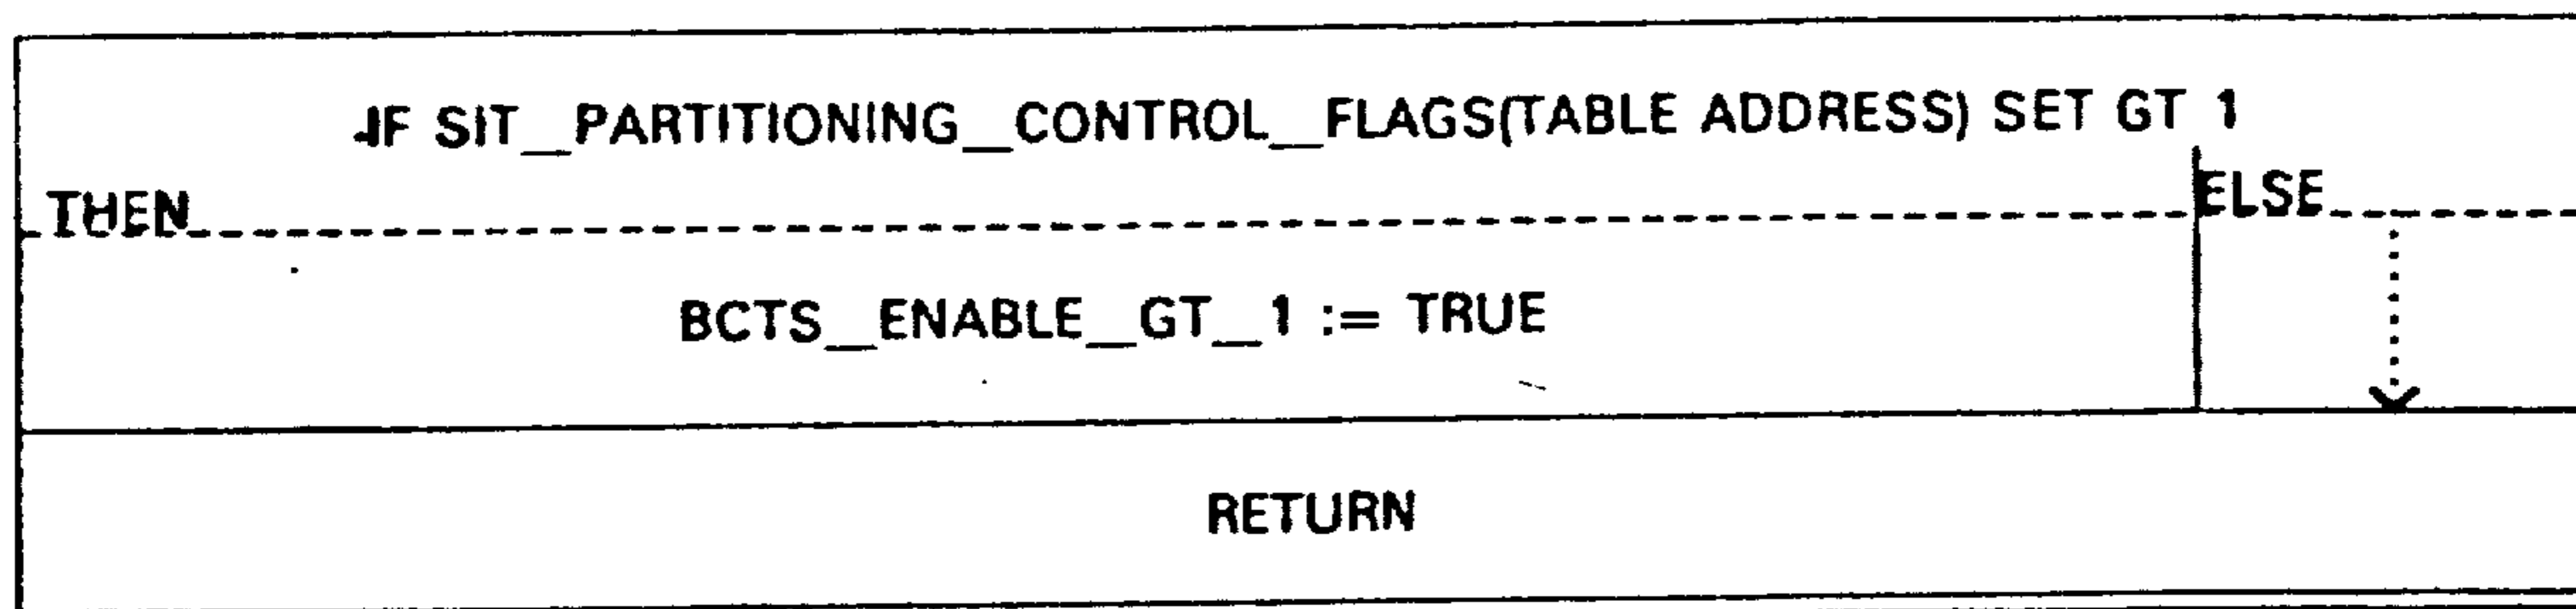 IF SIT_PARTITIONING_CONTROL_FLAGS(TABLE ADDRESS) SET GT 1
THEN ELSE
BCTS_ENABLE_GT_1 := TRUE
RETURN